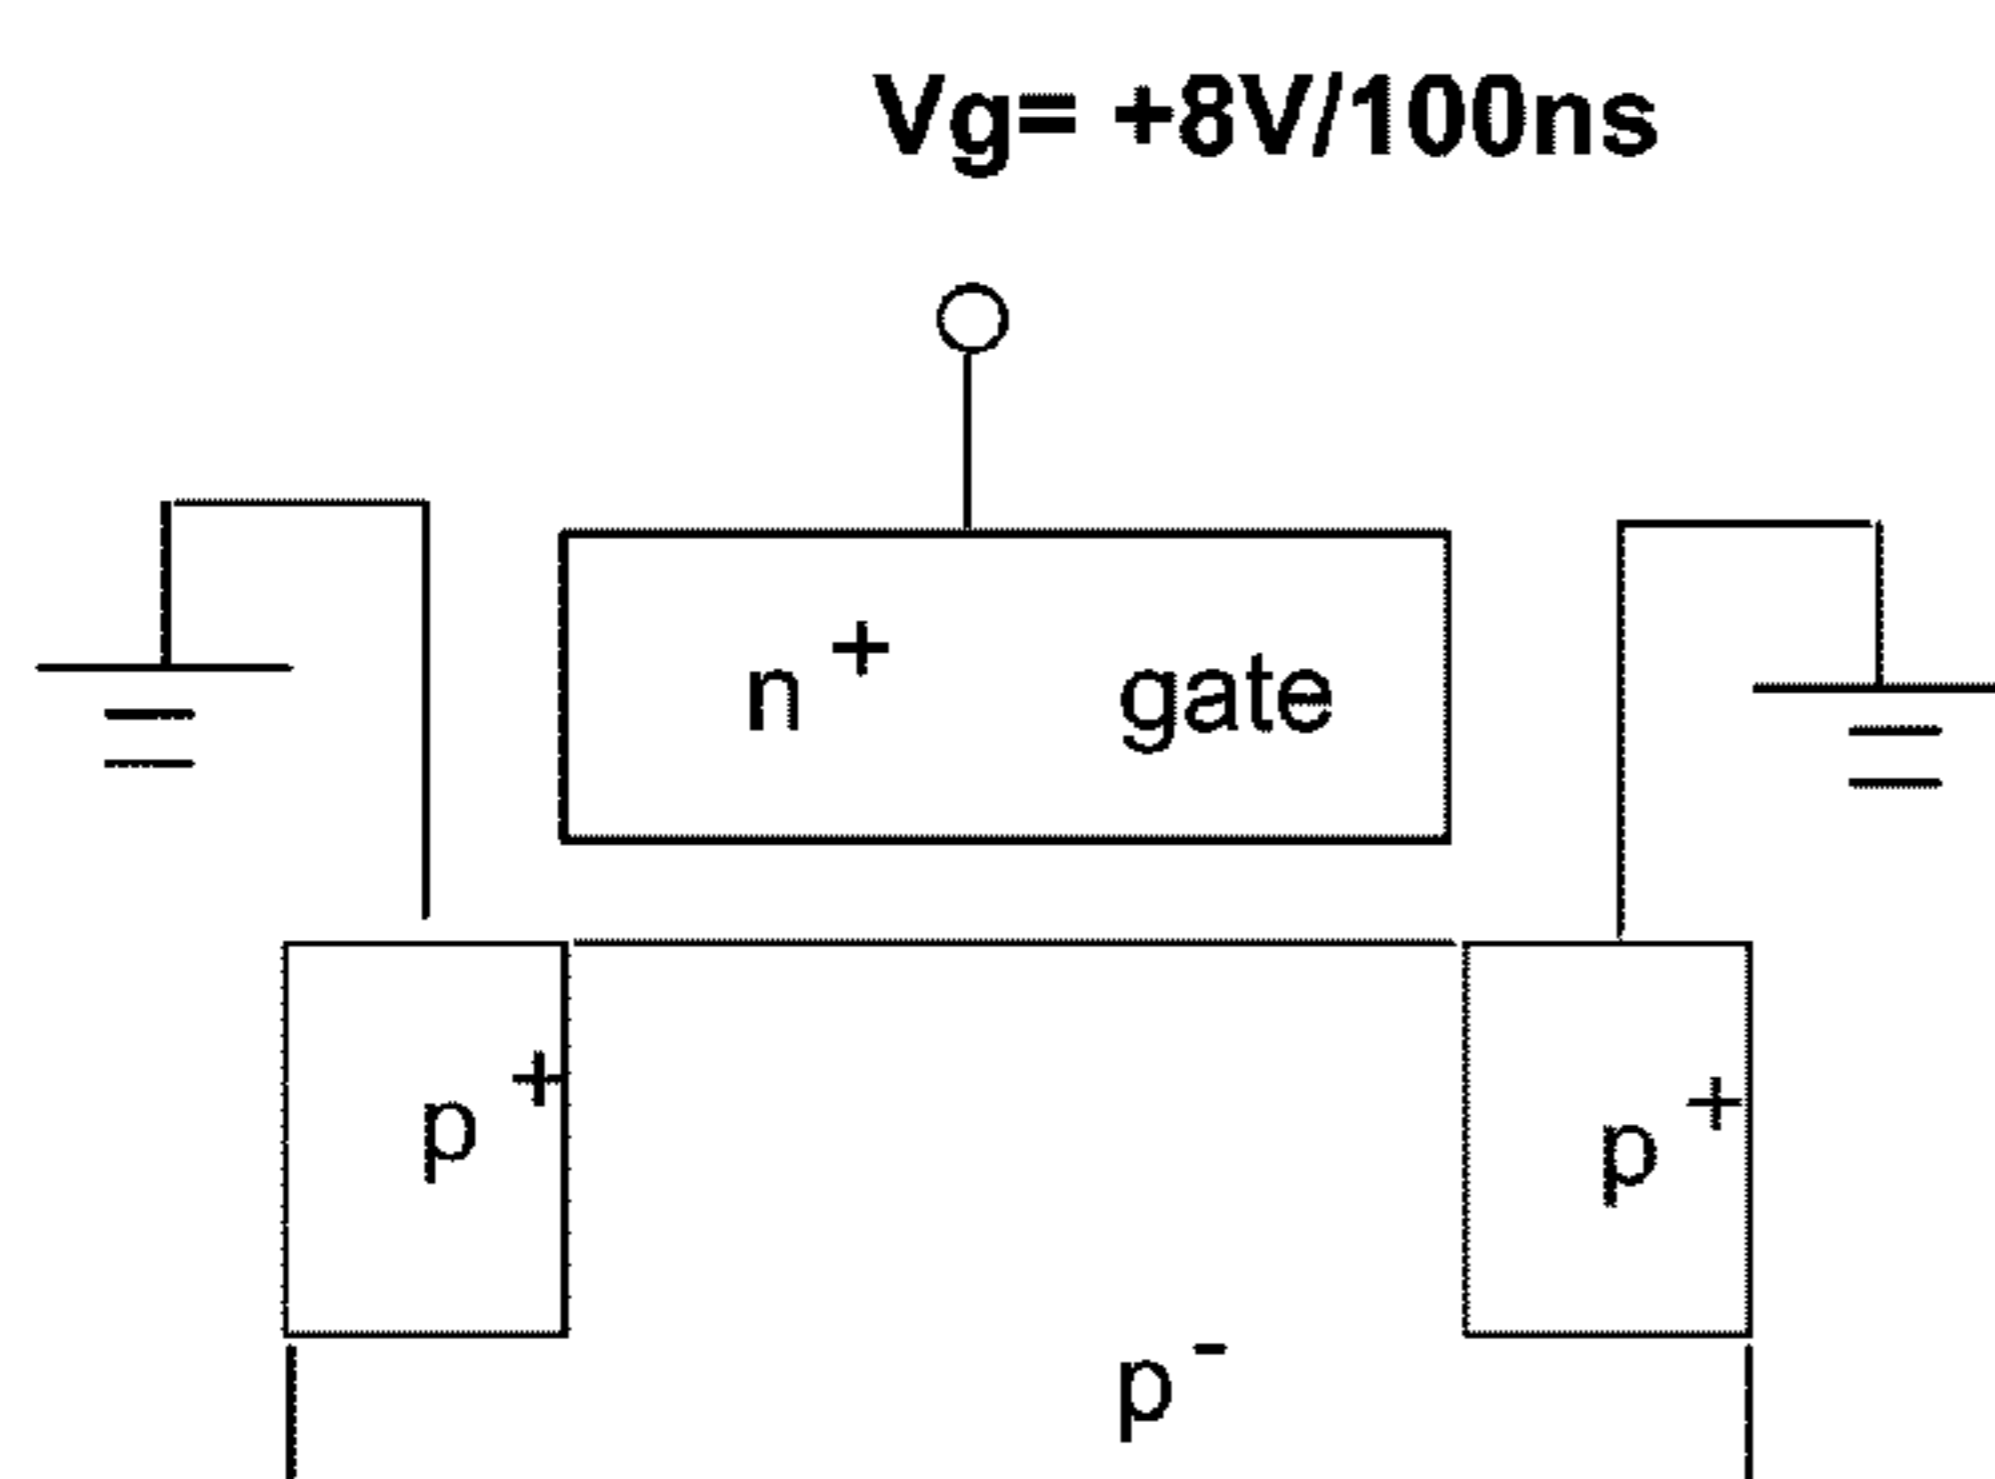 Vg= +8V/100ns
n⁺ gate
p⁺ p⁺
p⁻